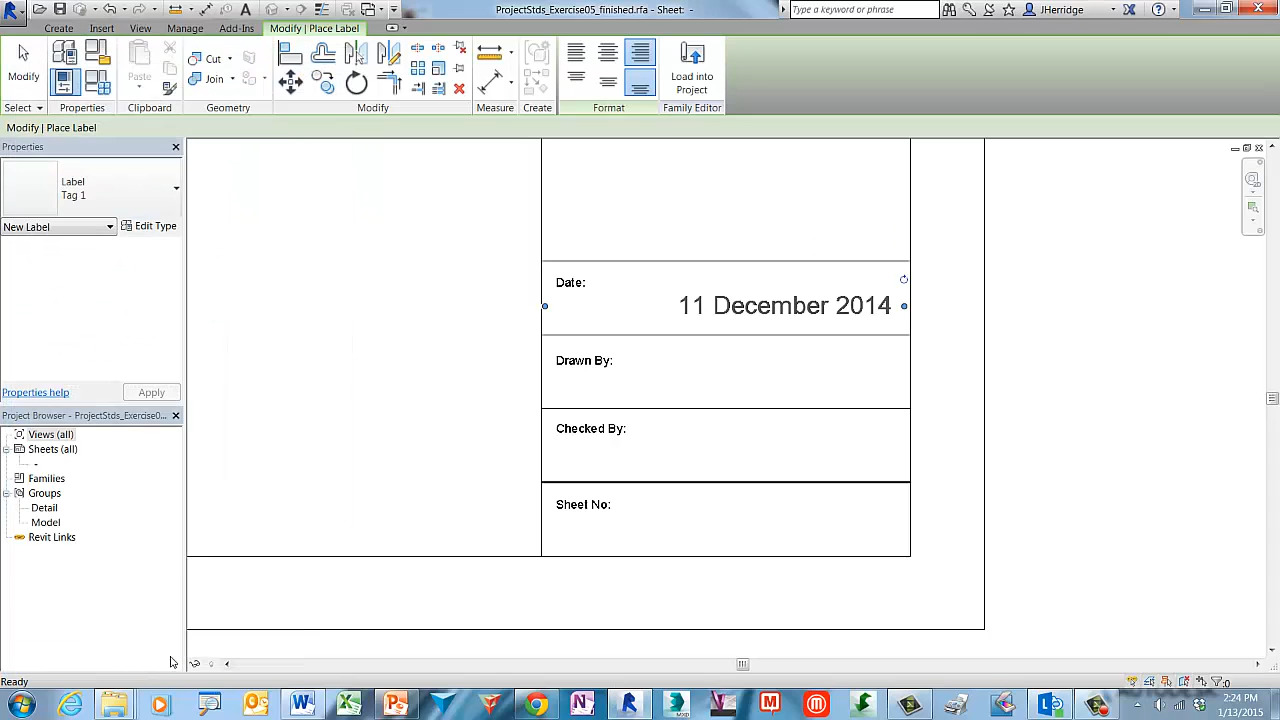 ProjectStds_Exercise05_finished.rfa - Sheet: -
Type a keyword or phrase
JHerridge
Create Insert View Manage Add-Ins Modify | Place Label
Modify
Paste
Cut
Join
Load into
Project
Select Properties Clipboard Geometry Modify Measure Create Format Family Editor
Modify | Place Label
Properties
Label
Tag 1
New Label
Edit Type
Properties help
Apply
Project Browser - ProjectStds_Exercise0...
Views (all)
Sheets (all)
-
Families
Groups
Detail
Model
Revit Links
Date:
11 December 2014
Drawn By:
Checked By:
Sheet No:
Ready
:0
2:24 PM
1/13/2015